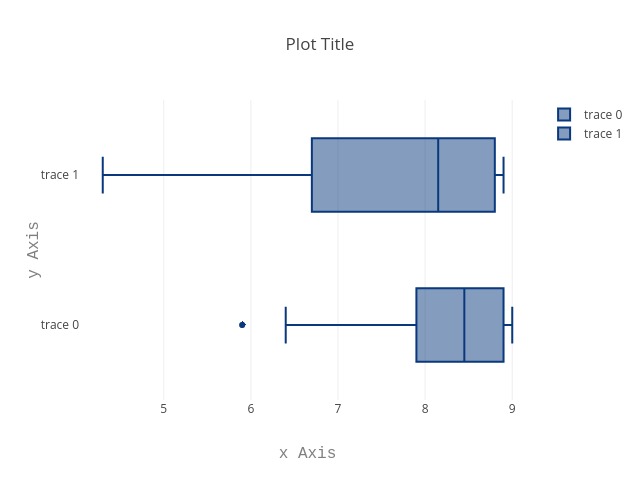 Plot Title
trace 0
trace 1
trace 1
trace 0
y Axis
5 6 7 8 9
x Axis